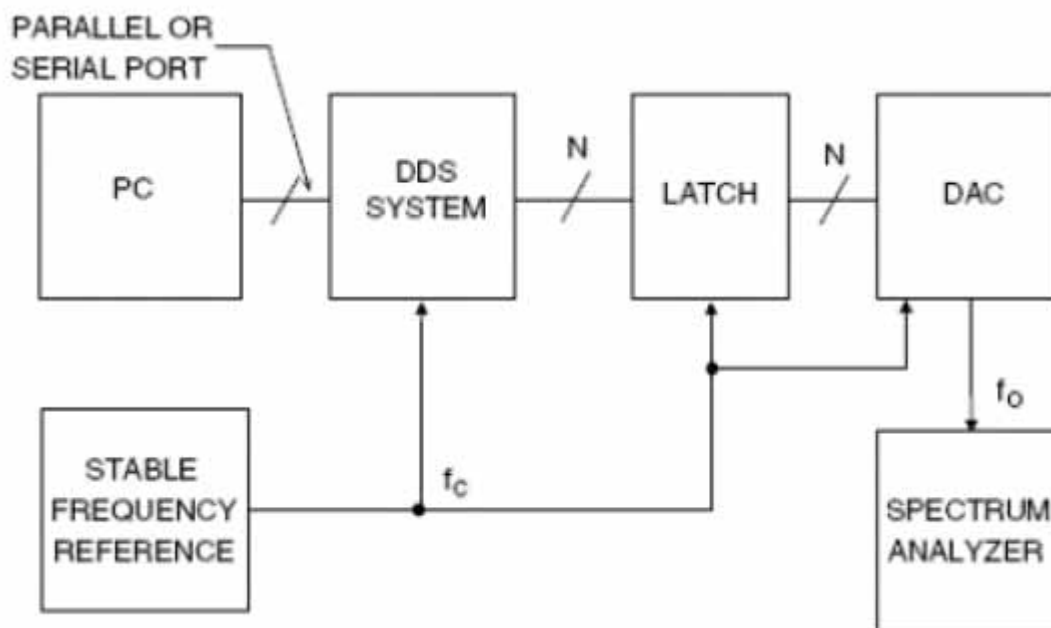 PARALLEL OR
SERIAL PORT
PC
DDS
SYSTEM
N
LATCH
N
DAC
STABLE
FREQUENCY
REFERENCE
fc
fo
SPECTRUM
ANALYZER